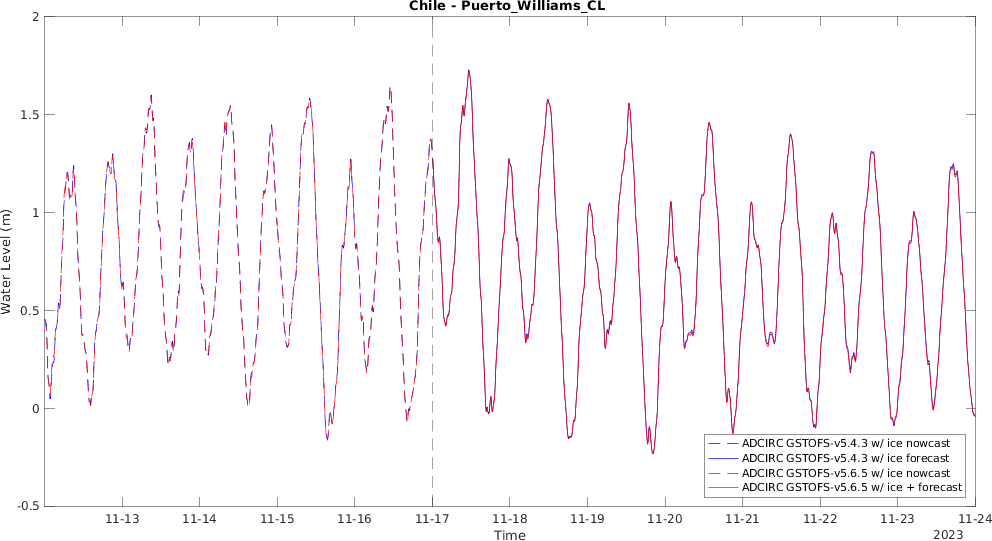 Chile - Puerto_Williams_CL
2
1.5
1
0.5
0
-0.5
Water Level (m)
ADCIRC GSTOFS-v5.4.3 w/ ice nowcast
ADCIRC GSTOFS-v5.4.3 w/ ice forecast
ADCIRC GSTOFS-v5.6.5 w/ ice nowcast
ADCIRC GSTOFS-v5.6.5 w/ ice + forecast
11-13 11-14 11-15 11-16 11-17 11-18 11-19 11-20 11-21 11-22 11-23 11-24
Time
2023